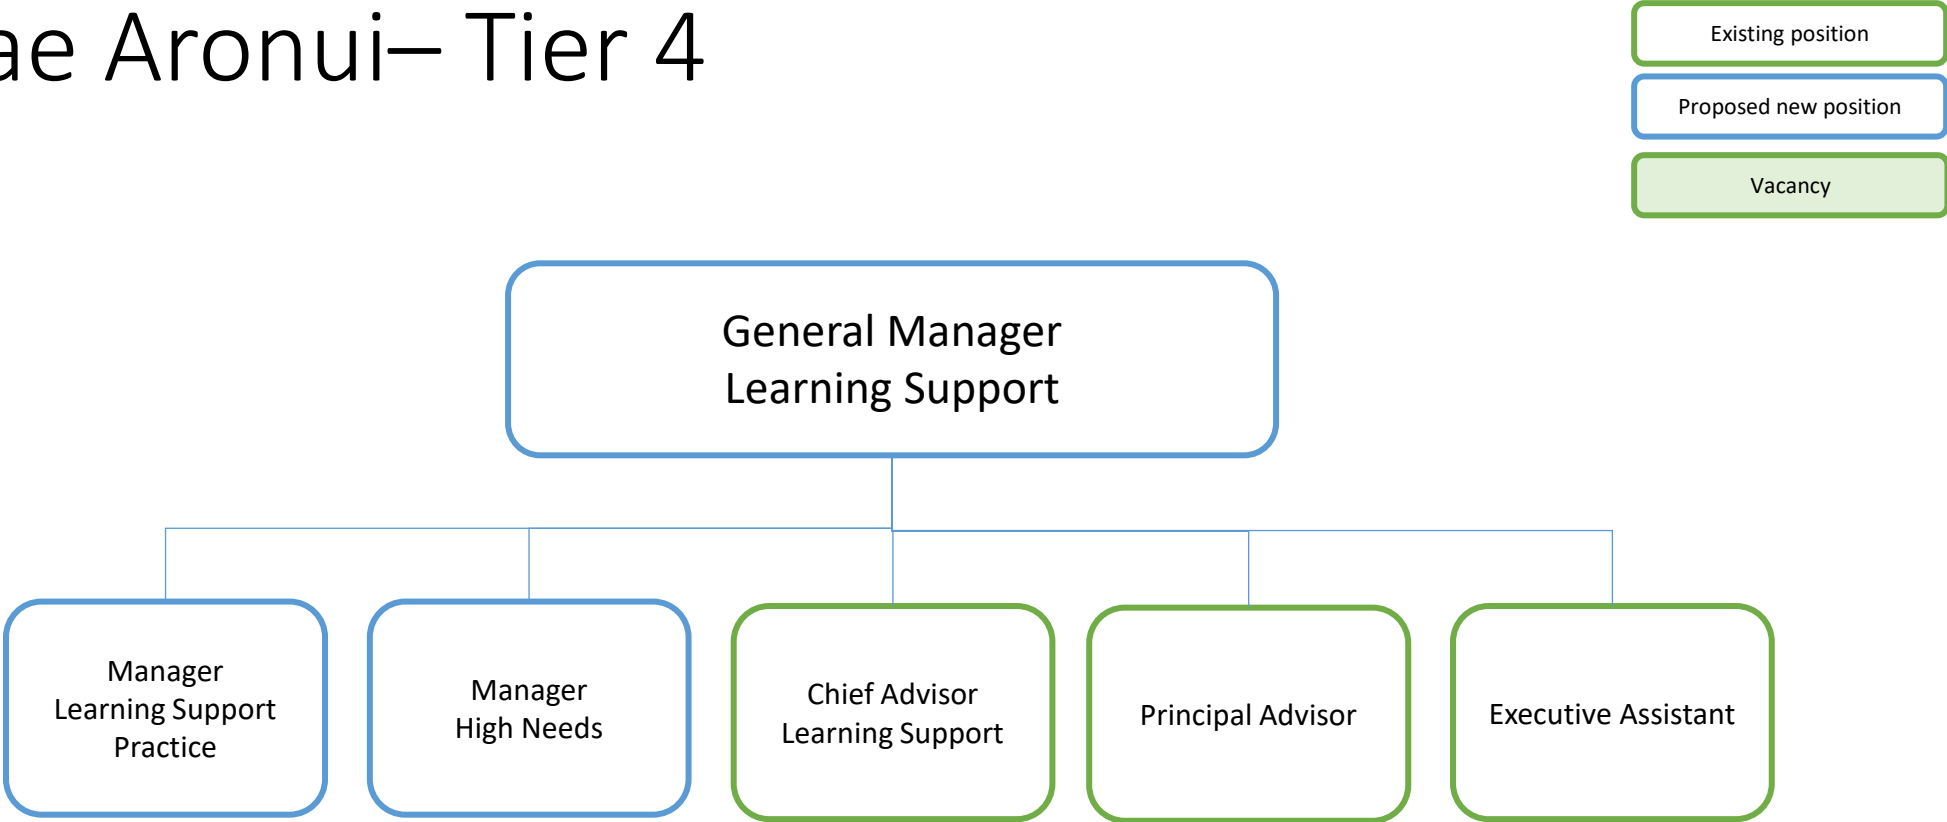 ae Aronui– Tier 4
Existing position
Proposed new position
Vacancy
General Manager
Learning Support
Manager
Learning Support
Practice
Manager
High Needs
Chief Advisor
Learning Support
Principal Advisor
Executive Assistant